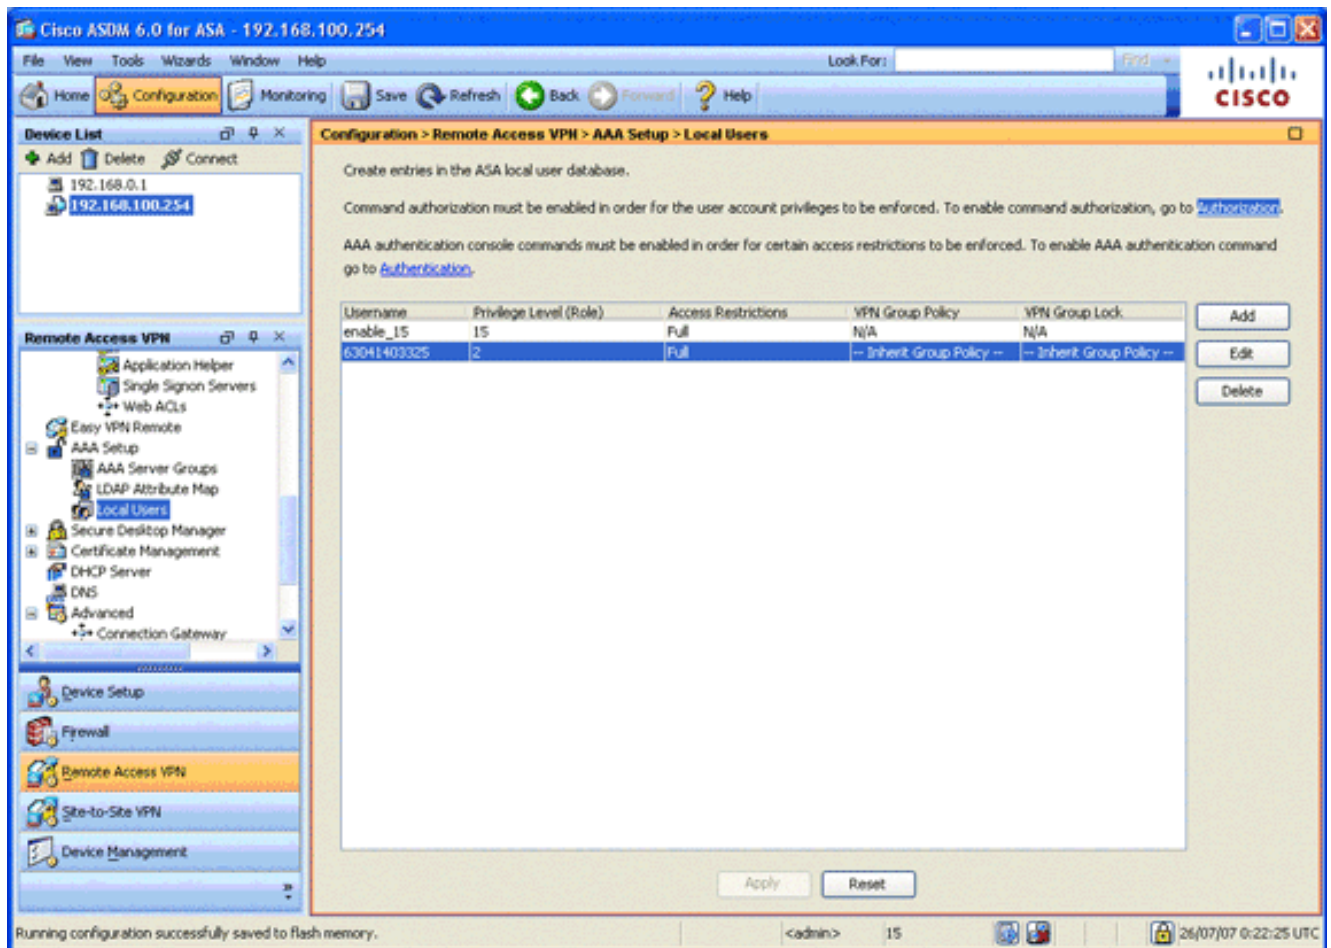 Cisco ASDM 6.0 for ASA - 192.168.100.254
File View Tools Wizards Window Help
Look For:
Find
Home Configuration Monitoring Save Refresh Back Forward Help
CISCO
Device List
Add Delete Connect
192.168.0.1
192.168.100.254
Remote Access VPN
Application Helper
Single Signon Servers
Web ACLs
Easy VPN Remote
AAA Setup
AAA Server Groups
LDAP Attribute Map
Local Users
Secure Desktop Manager
Certificate Management
DHCP Server
DNS
Advanced
Connection Gateway
Device Setup
Firewall
Remote Access VPN
Site-to-Site VPN
Device Management
Configuration > Remote Access VPN > AAA Setup > Local Users
Create entries in the ASA local user database.
Command authorization must be enabled in order for the user account privileges to be enforced. To enable command authorization, go to Authorization.
AAA authentication console commands must be enabled in order for certain access restrictions to be enforced. To enable AAA authentication command
go to Authentication.
Username Privilege Level (Role) Access Restrictions VPN Group Policy VPN Group Lock
enable_15 15 Full N/A N/A
63041403325 2 Full -- Inherit Group Policy -- -- Inherit Group Policy --
Add
Edit
Delete
Apply Reset
Running configuration successfully saved to flash memory.
<admin> 15 26/07/07 0:22:25 UTC